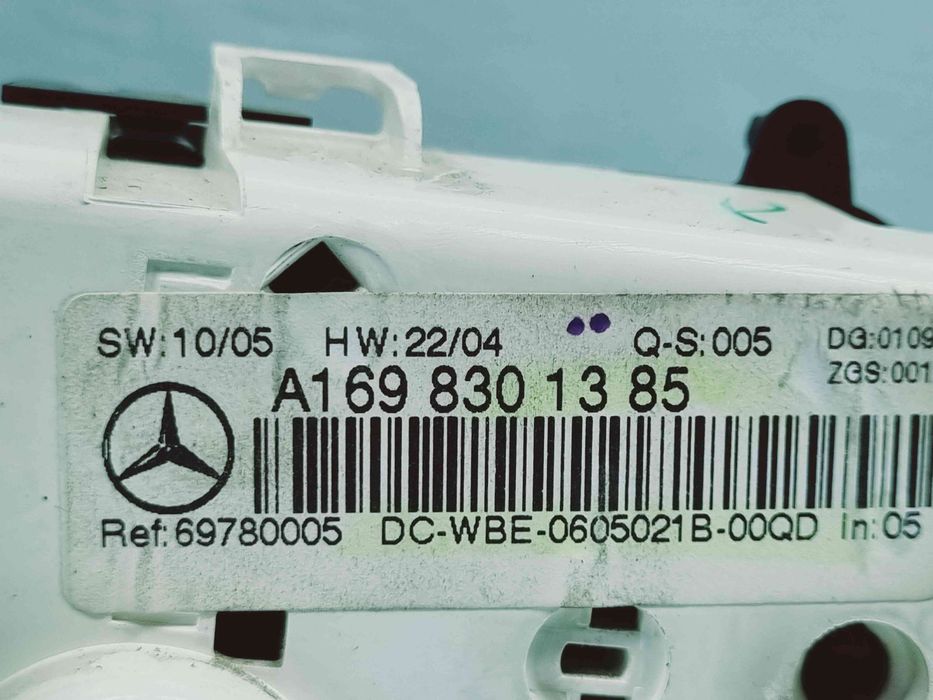 SW:10/05 HW:22/04 Q-S:005 DG:0109
ZGS:001
A169 830 13 85
Ref:69780005 DC-WBE-0605021B-00QD in:05